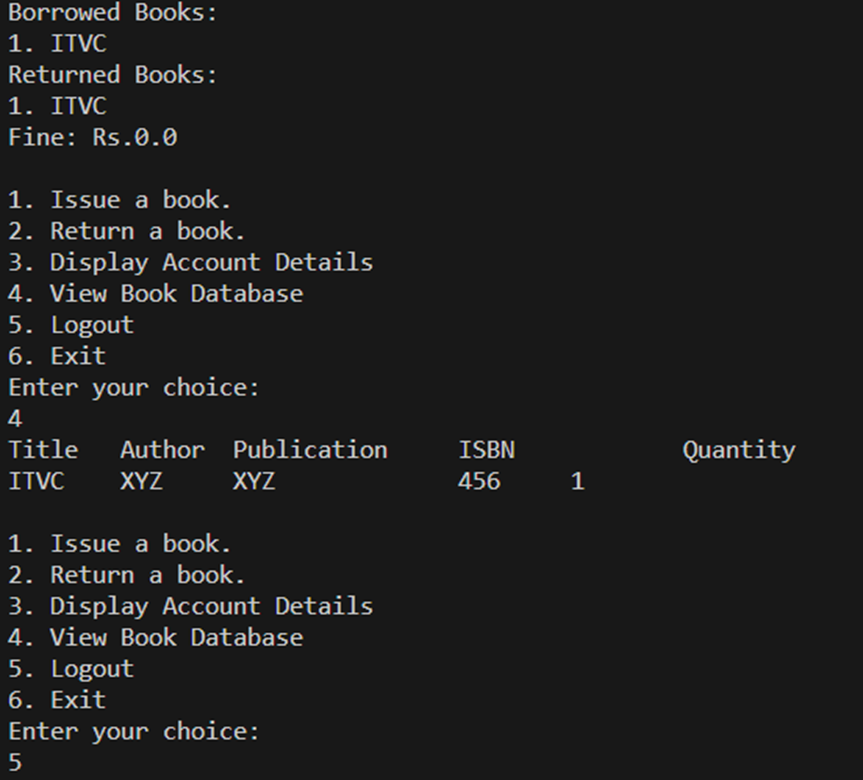 Borrowed Books:
1. ITVC
Returned Books:
1. ITVC
Fine: Rs.0.0

1. Issue a book.
2. Return a book.
3. Display Account Details
4. View Book Database
5. Logout
6. Exit
Enter your choice:
4
Title   Author  Publication     ISBN            Quantity
ITVC    XYZ     XYZ             456     1

1. Issue a book.
2. Return a book.
3. Display Account Details
4. View Book Database
5. Logout
6. Exit
Enter your choice:
5